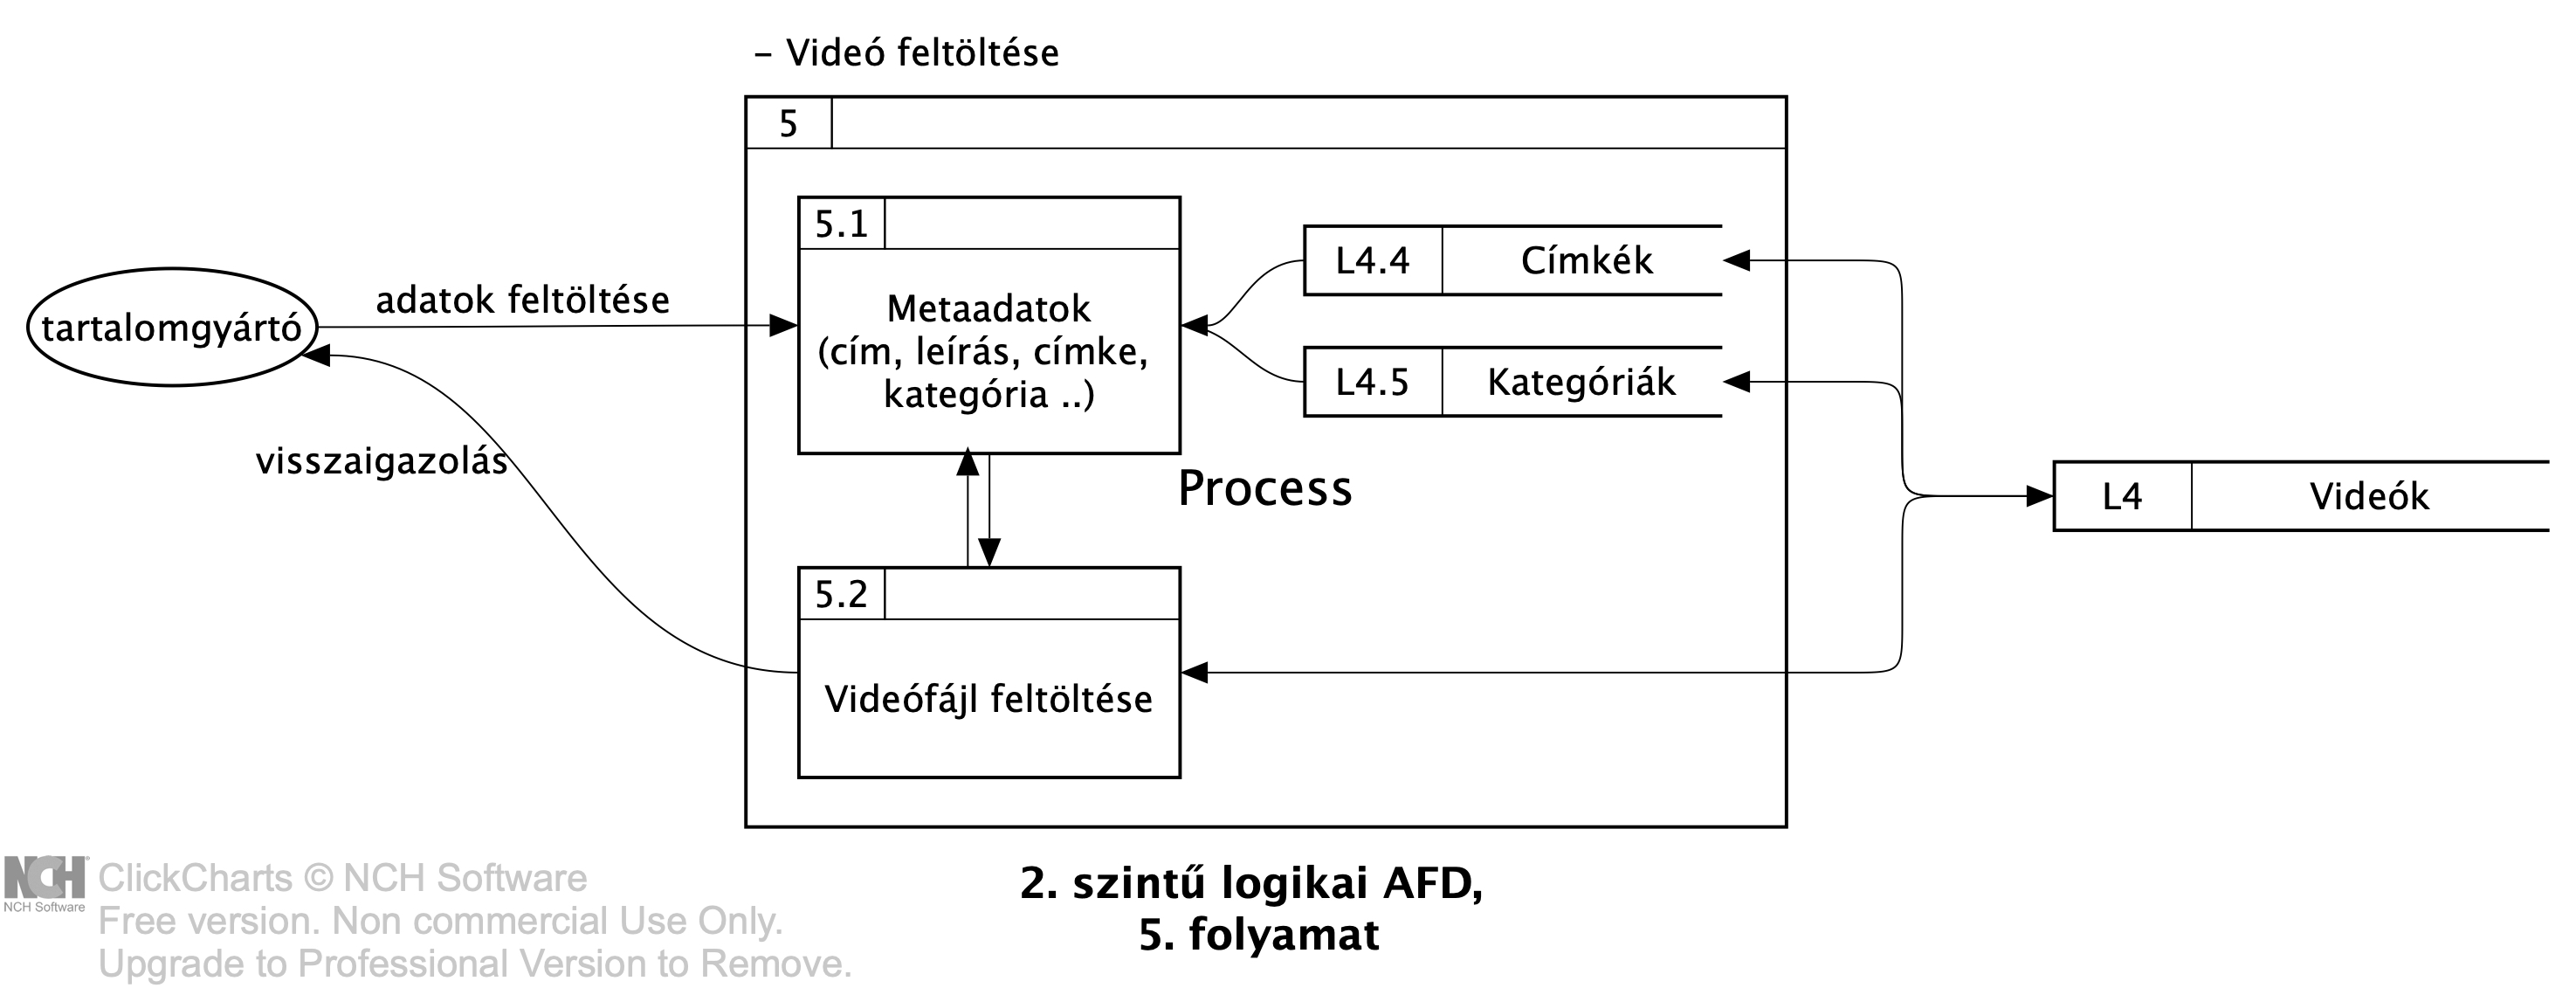 – Videó feltöltése
5
5.1
Metaadatok
(cím, leírás, címke,
kategória ..)
L4.4 Címkék
L4.5 Kategóriák
tartalomgyártó
adatok feltöltése
visszaigazolás
Process
L4 Videók
5.2
Videófájl feltöltése
2. szintű logikai AFD,
5. folyamat
NCH
NCH Software
ClickCharts © NCH Software
Free version. Non commercial Use Only.
Upgrade to Professional Version to Remove.